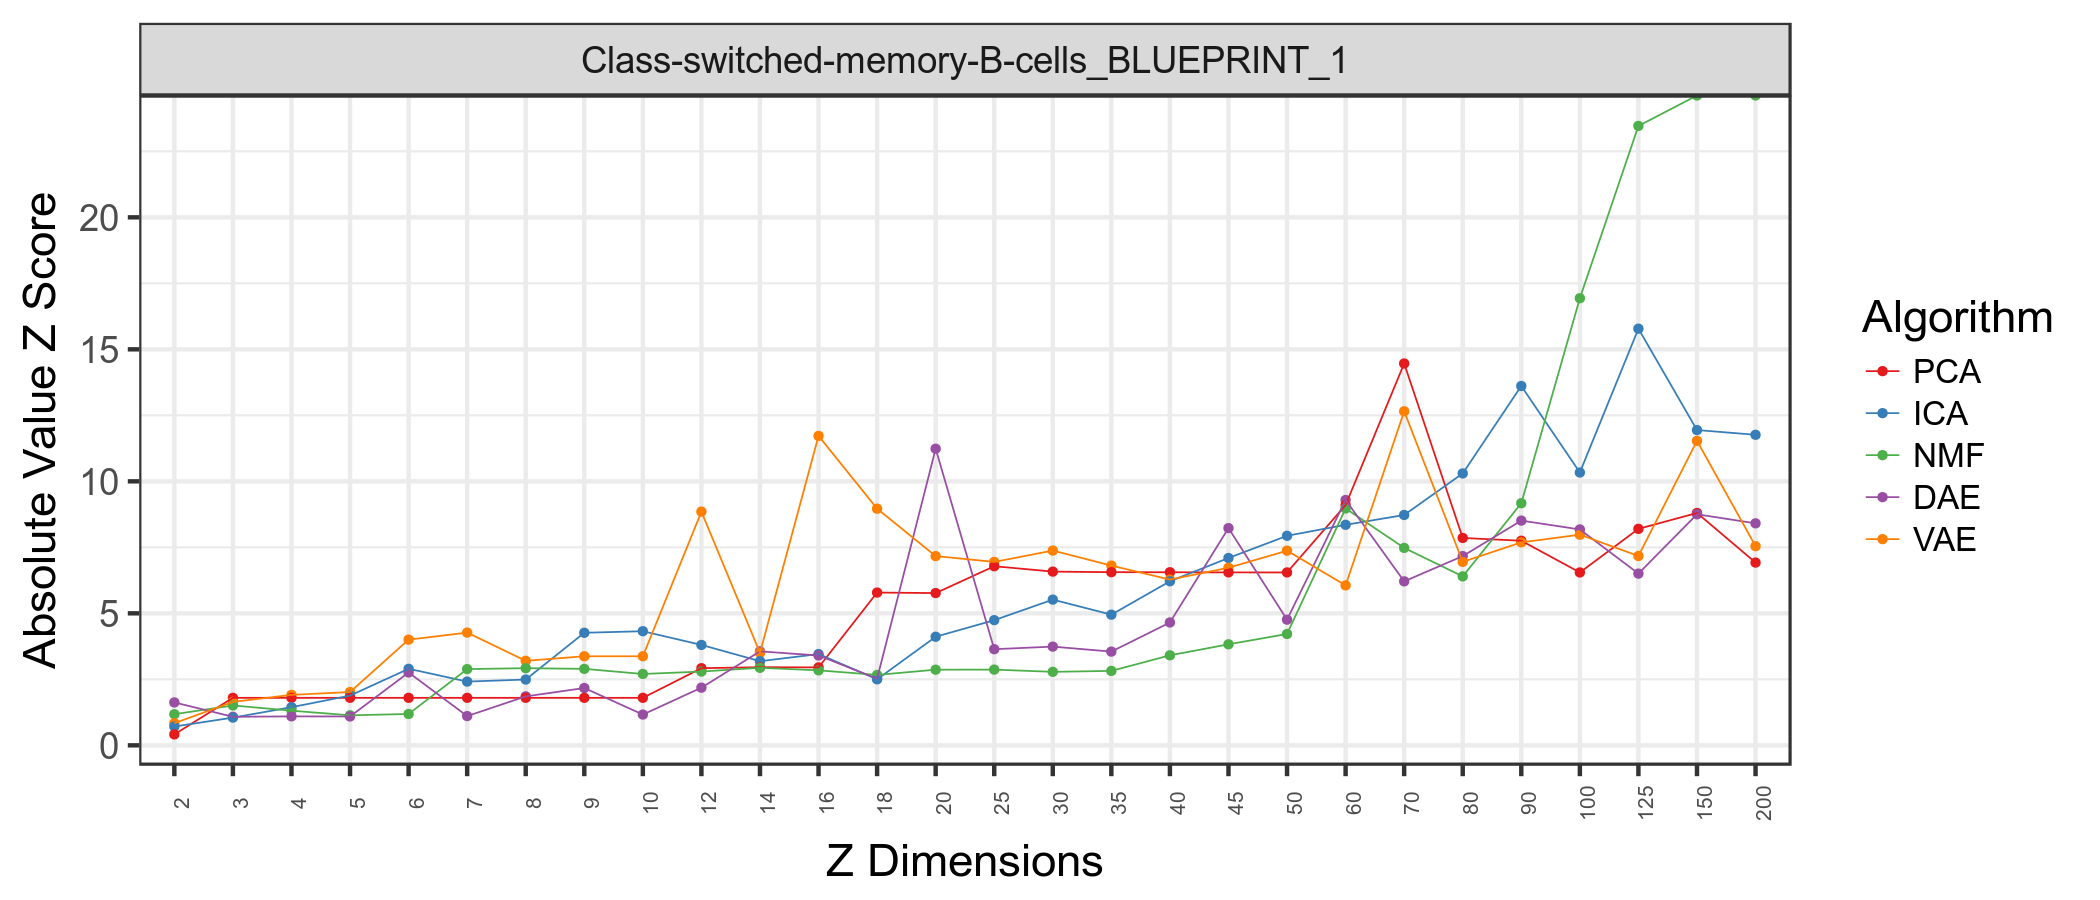 Class-switched-memory-B-cells_BLUEPRINT_1
Absolute Value Z Score
20
15
10
5
0
2 3 4 5 6 7 8 9 10 12 14 16 18 20 25 30 35 40 45 50 60 70 80 90 100 125 150 200
Z Dimensions
Algorithm
PCA
ICA
NMF
DAE
VAE